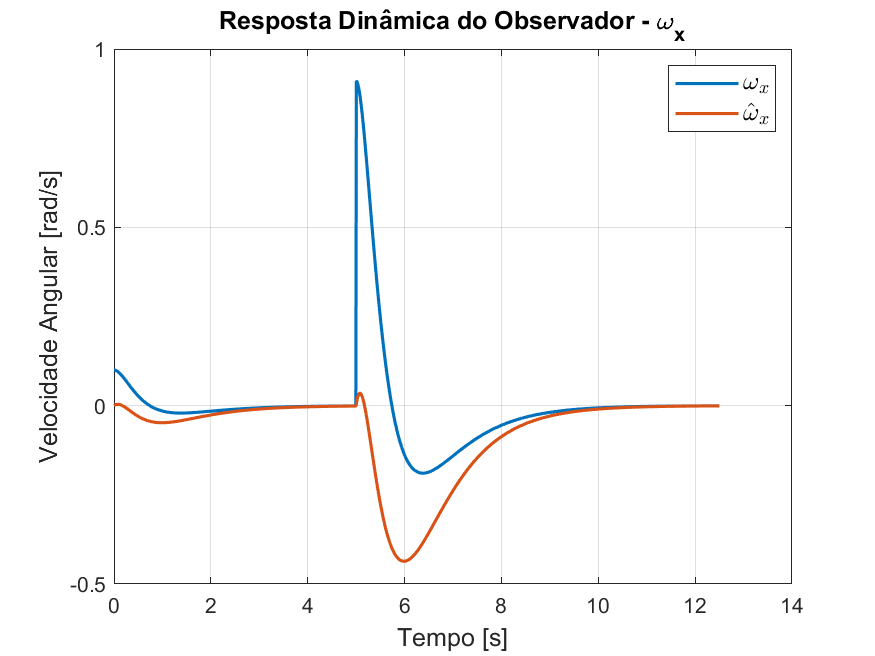 Resposta Dinâmica do Observador - ωx
1
ωx
ω̂x
0.5
Velocidade Angular [rad/s]
0
-0.5
0 2 4 6 8 10 12 14
Tempo [s]